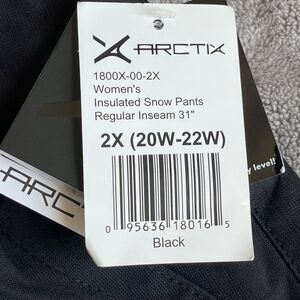 ARCTIX
1800X-00-2X
Women's
Insulated Snow Pants
Regular Inseam 31"
2X (20W-22W)
0 95636 18016 5
Black
ARCTIX
level!